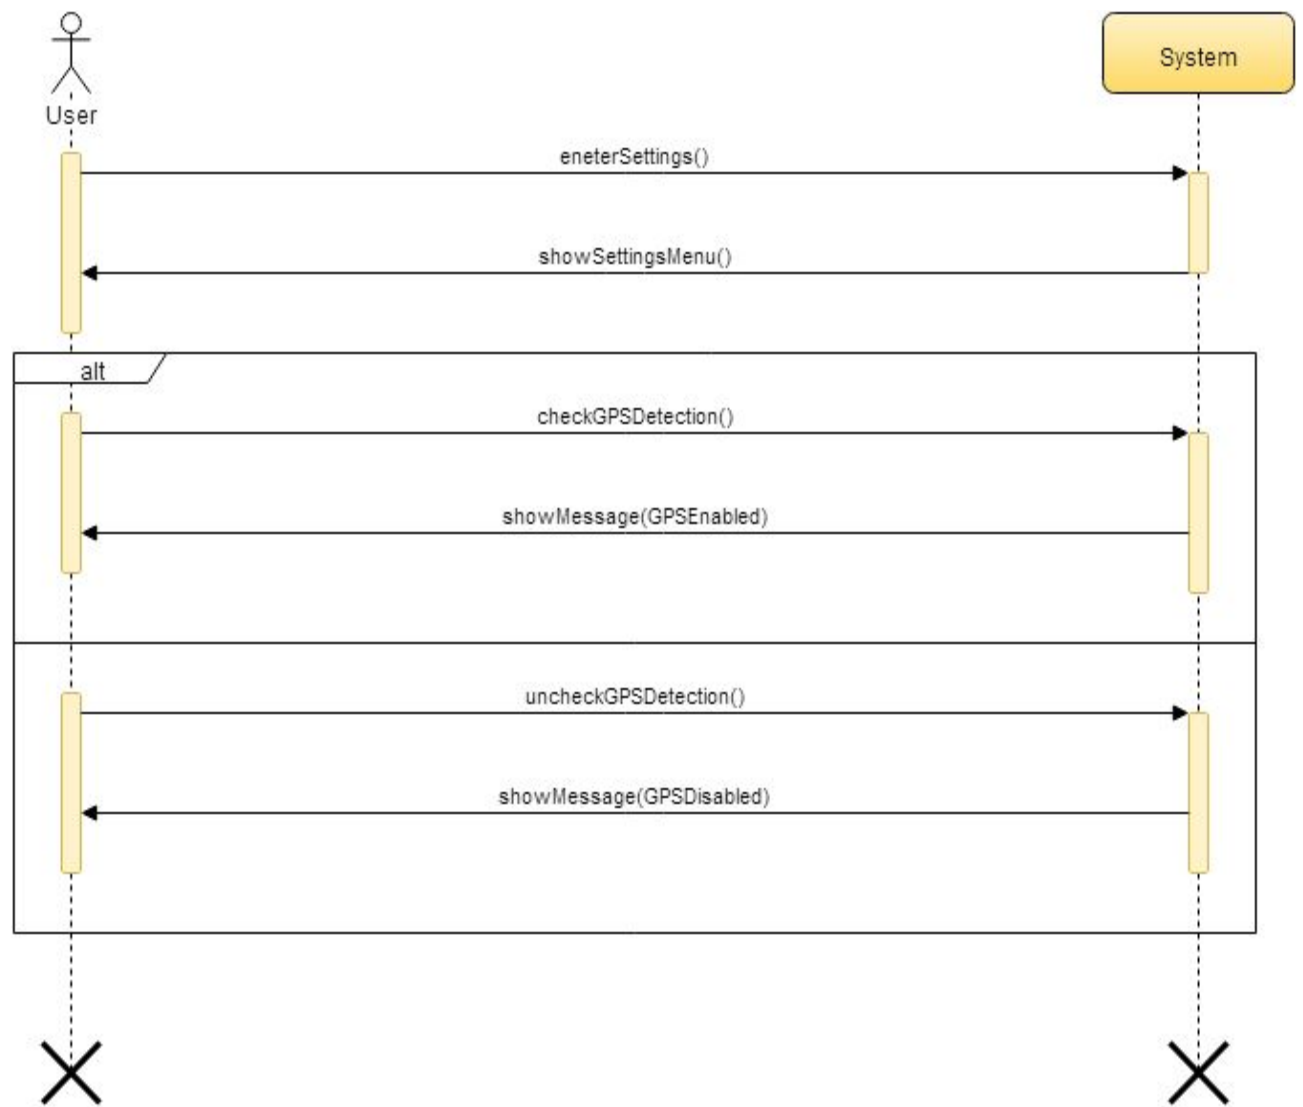 User
System
eneterSettings()
showSettingsMenu()
alt
checkGPSDetection()
showMessage(GPSEnabled)
uncheckGPSDetection()
showMessage(GPSDisabled)